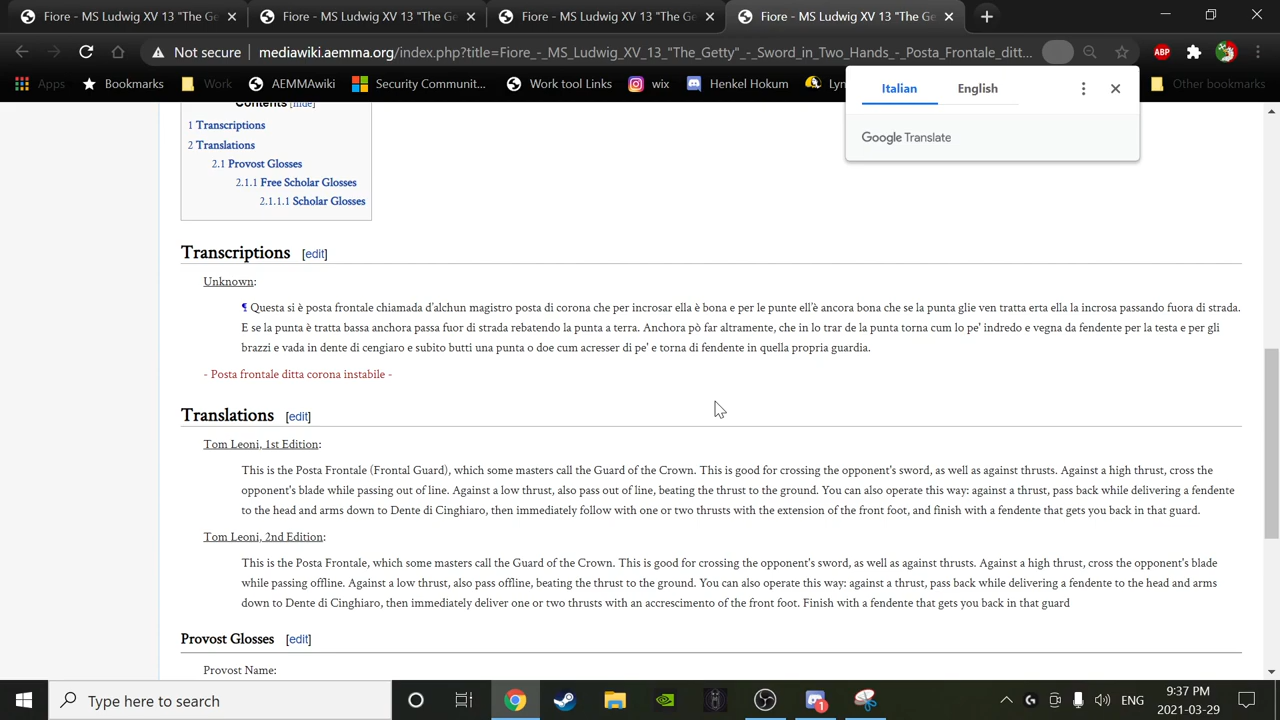 Fiore - MS Ludwig XV 13 "The Ge
Fiore - MS Ludwig XV 13 "The Ge
Fiore - MS Ludwig XV 13 "The Ge
Fiore - MS Ludwig XV 13 "The Ge
Not secure
mediawiki.aemma.org/index.php?title=Fiore_-_MS_Ludwig_XV_13_"The_Getty"_-_Sword_in_Two_Hands_-_Posta_Frontale_ditt...
ABP
Apps
Bookmarks
Work
AEMMAwiki
Security Communit...
Work tool Links
wix
Henkel Hokum
Lyn
Other bookmarks
Italian
English
Google Translate
Contents [hide]
1 Transcriptions
2 Translations
2.1 Provost Glosses
2.1.1 Free Scholar Glosses
2.1.1.1 Scholar Glosses
Transcriptions [edit]
Unknown:
¶ Questa si è posta frontale chiamada d'alchun magistro posta di corona che per incrosar ella è bona e per le punte ell'è ancora bona che se la punta glie ven tratta erta ella la incrosa passando fuora di strada.
E se la punta è tratta bassa anchora passa fuor di strada rebatendo la punta a terra. Anchora pò far altramente, che in lo trar de la punta torna cum lo pe' indredo e vegna da fendente per la testa e per gli
brazzi e vada in dente di cengiaro e subito butti una punta o doe cum acresser di pe' e torna di fendente in quella propria guardia.
- Posta frontale ditta corona instabile -
Translations [edit]
Tom Leoni, 1st Edition:
This is the Posta Frontale (Frontal Guard), which some masters call the Guard of the Crown. This is good for crossing the opponent's sword, as well as against thrusts. Against a high thrust, cross the
opponent's blade while passing out of line. Against a low thrust, also pass out of line, beating the thrust to the ground. You can also operate this way: against a thrust, pass back while delivering a fendente
to the head and arms down to Dente di Cinghiaro, then immediately follow with one or two thrusts with the extension of the front foot, and finish with a fendente that gets you back in that guard.
Tom Leoni, 2nd Edition:
This is the Posta Frontale, which some masters call the Guard of the Crown. This is good for crossing the opponent's sword, as well as against thrusts. Against a high thrust, cross the opponent's blade
while passing offline. Against a low thrust, also pass offline, beating the thrust to the ground. You can also operate this way: against a thrust, pass back while delivering a fendente to the head and arms
down to Dente di Cinghiaro, then immediately deliver one or two thrusts with an accrescimento of the front foot. Finish with a fendente that gets you back in that guard
Provost Glosses [edit]
Provost Name:
Type here to search
1
ENG
9:37 PM
2021-03-29